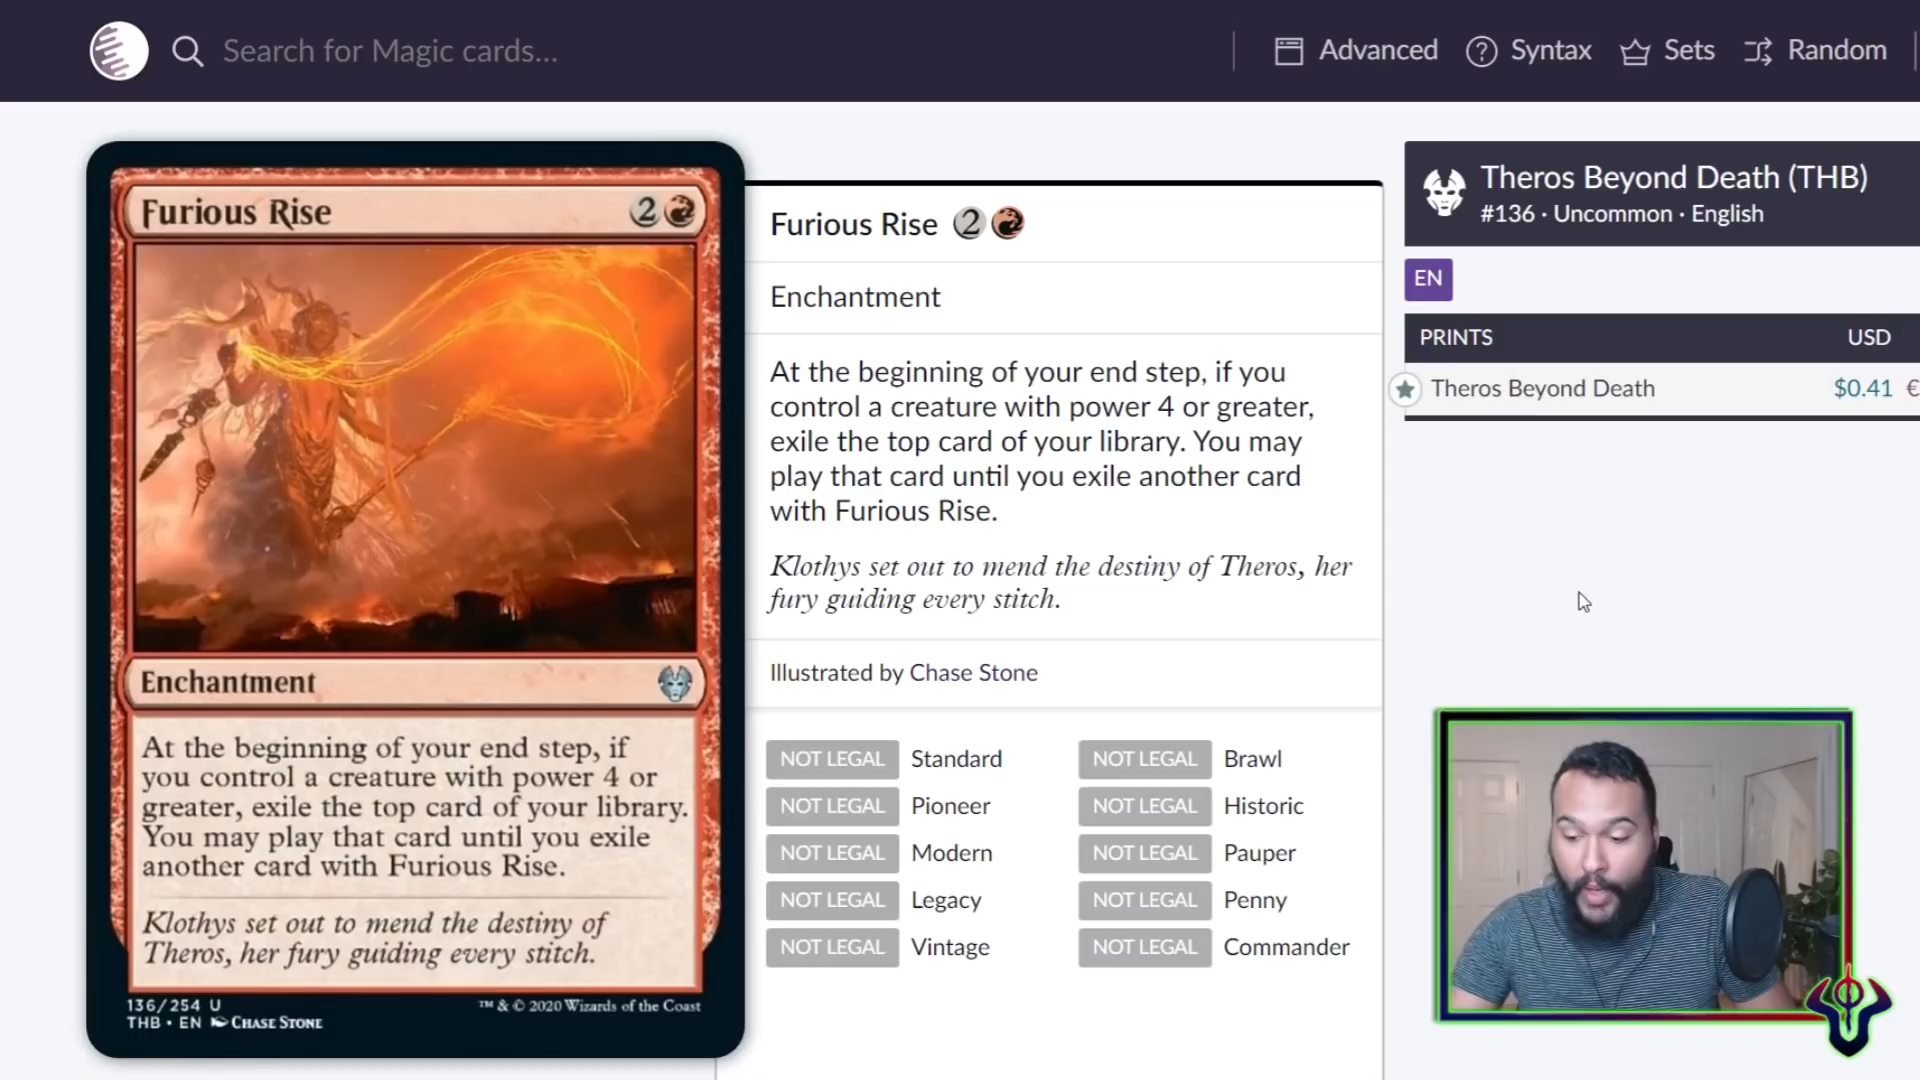 Search for Magic cards...
Advanced
Syntax
Sets
Random
Furious Rise 2
Enchantment
At the beginning of your end step, if
you control a creature with power 4 or
greater, exile the top card of your library.
You may play that card until you exile
another card with Furious Rise.
Klothys set out to mend the destiny of
Theros, her fury guiding every stitch.
136/254 U
THB • EN CHASE STONE
™ & © 2020 Wizards of the Coast
Furious Rise 2
Enchantment
At the beginning of your end step, if you
control a creature with power 4 or greater,
exile the top card of your library. You may
play that card until you exile another card
with Furious Rise.
Klothys set out to mend the destiny of Theros, her
fury guiding every stitch.
Illustrated by Chase Stone
NOT LEGAL Standard NOT LEGAL Brawl
NOT LEGAL Pioneer NOT LEGAL Historic
NOT LEGAL Modern NOT LEGAL Pauper
NOT LEGAL Legacy NOT LEGAL Penny
NOT LEGAL Vintage NOT LEGAL Commander
Theros Beyond Death (THB)
#136 · Uncommon · English
EN
PRINTS USD
Theros Beyond Death $0.41 €